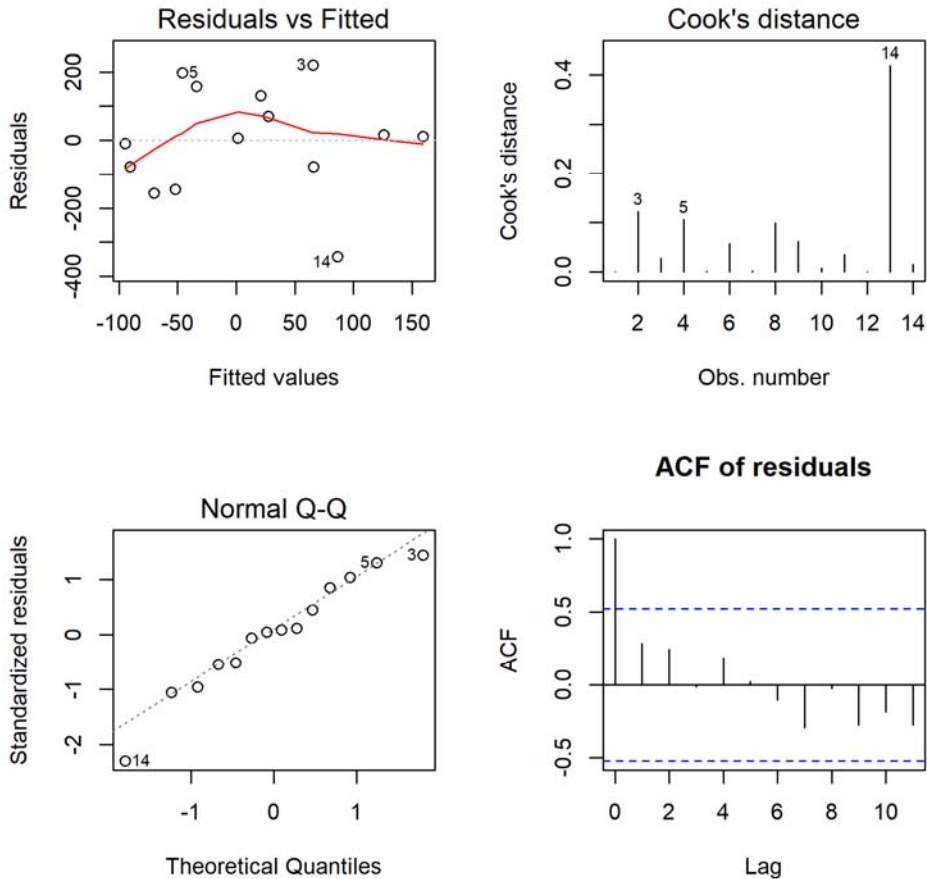 Residuals vs Fitted
Residuals
200
0
-200
-400
5
3
14
-100 -50 0 50 100 150
Fitted values
Cook's distance
Cook's distance
0.4
0.2
0.0
3
5
14
2 4 6 8 10 12 14
Obs. number
Normal Q-Q
Standardized residuals
1
0
-1
-2
5
3
14
-1 0 1
Theoretical Quantiles
ACF of residuals
ACF
1.0
0.5
0.0
-0.5
0 2 4 6 8 10
Lag